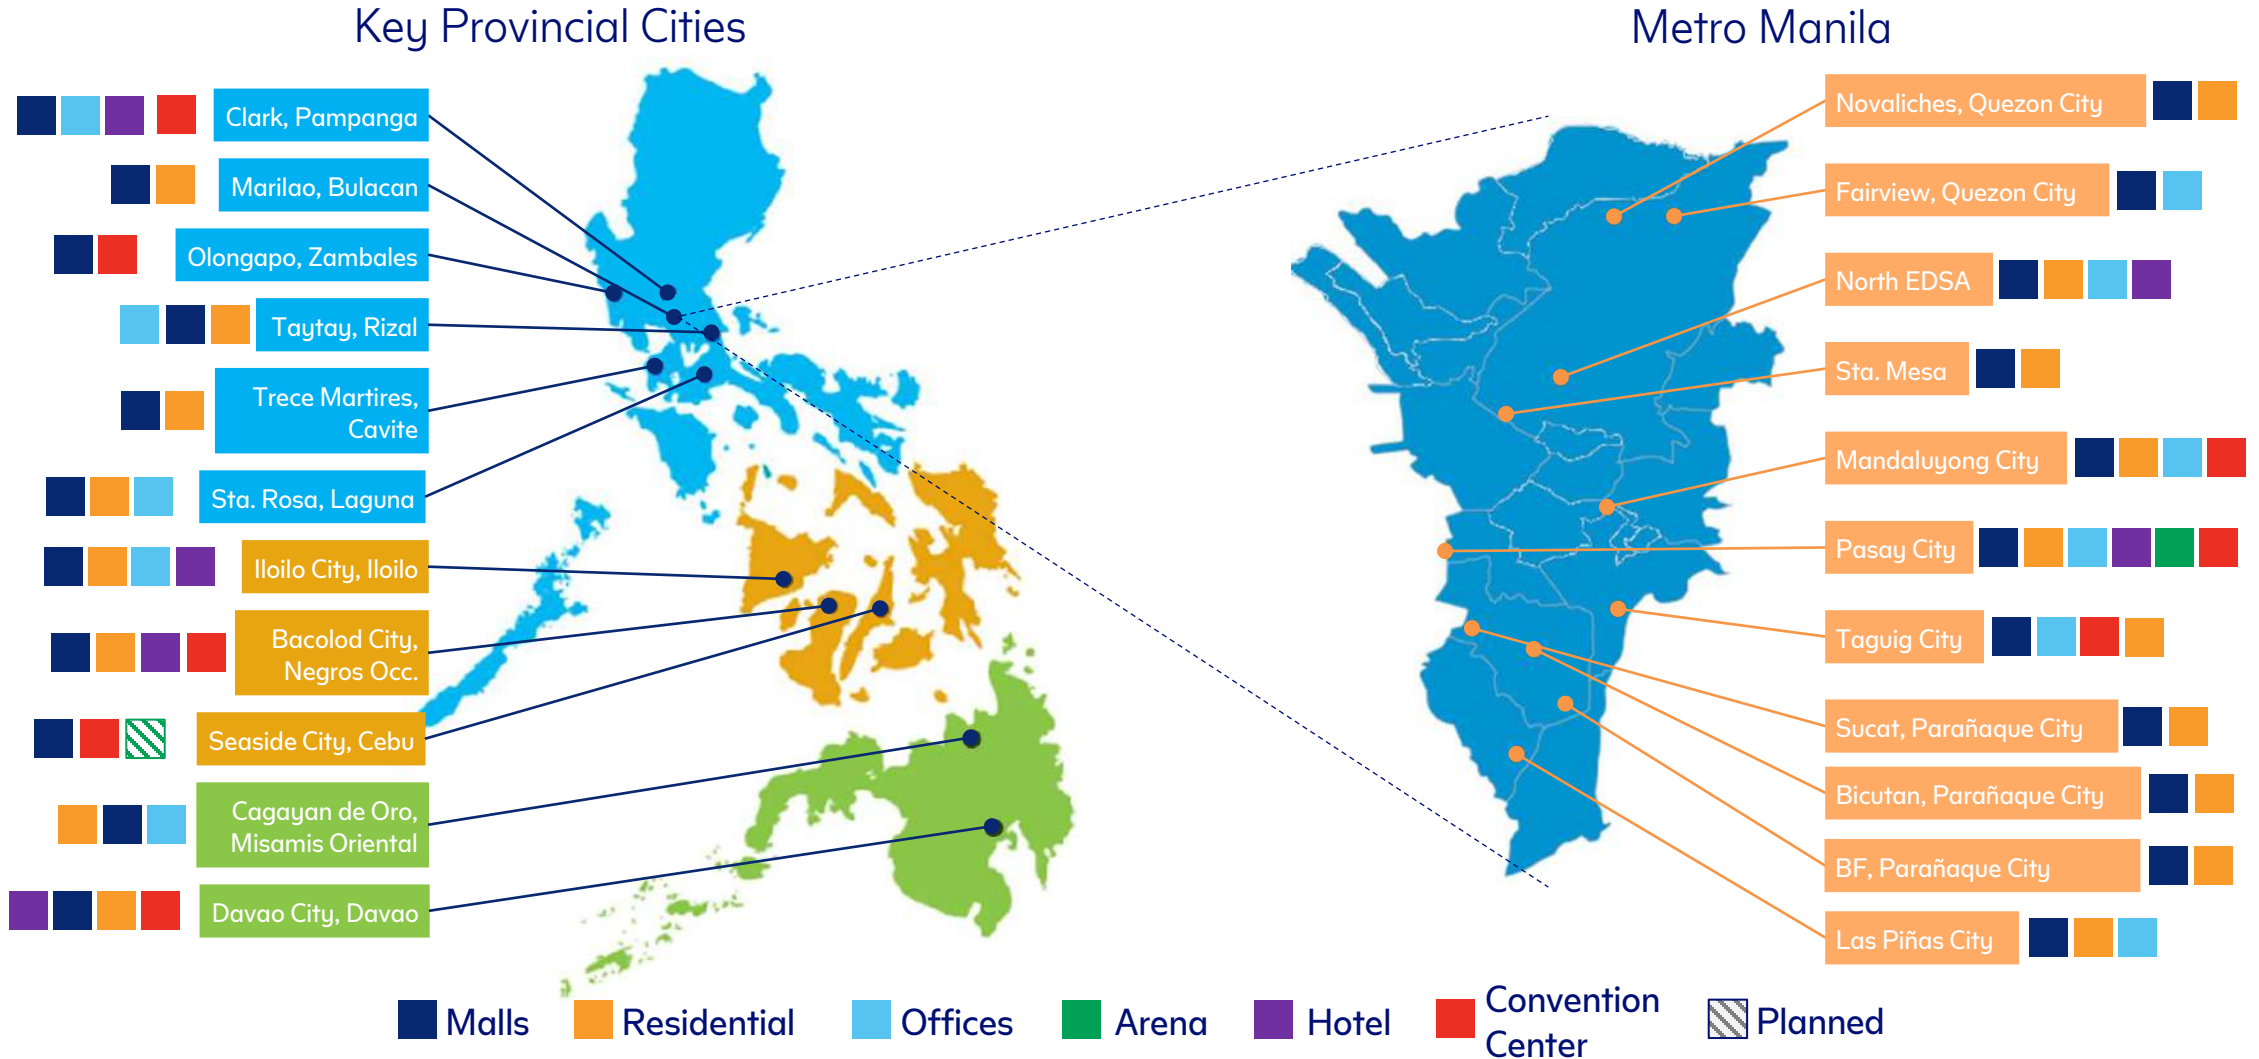 Key Provincial Cities
Clark, Pampanga
Marilao, Bulacan
Olongapo, Zambales
Taytay, Rizal
Trece Martires,
Cavite
Sta. Rosa, Laguna
Iloilo City, Iloilo
Bacolod City,
Negros Occ.
Seaside City, Cebu
Cagayan de Oro,
Misamis Oriental
Davao City, Davao
Metro Manila
Novaliches, Quezon City
Fairview, Quezon City
North EDSA
Sta. Mesa
Mandaluyong City
Pasay City
Taguig City
Sucat, Parañaque City
Bicutan, Parañaque City
BF, Parañaque City
Las Piñas City
Malls
Residential
Offices
Arena
Hotel
Convention
Center
Planned